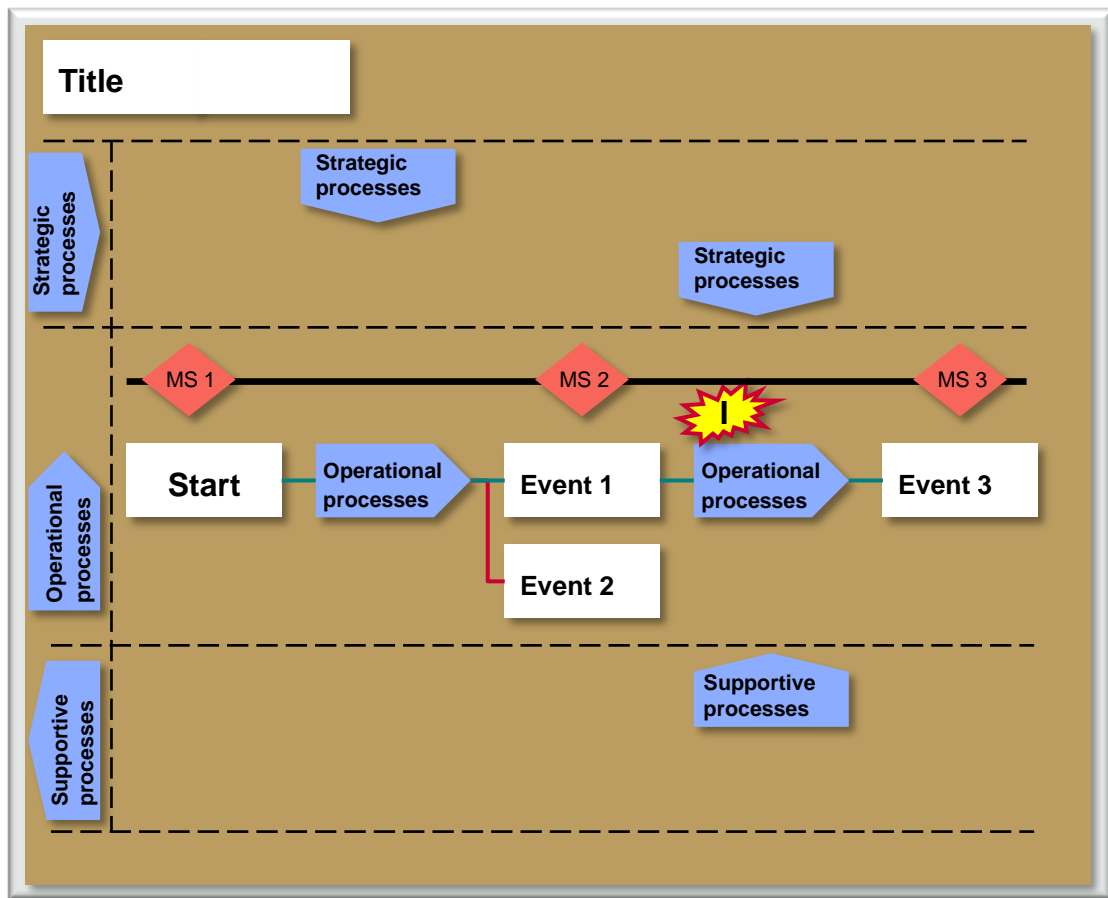 Title
Strategic
processes
Strategic
processes
Strategic
processes
MS 1
MS 2
MS 3
I
Operational
processes
Start
Operational
processes
Event 1
Operational
processes
Event 3
Event 2
Supportive
processes
Supportive
processes